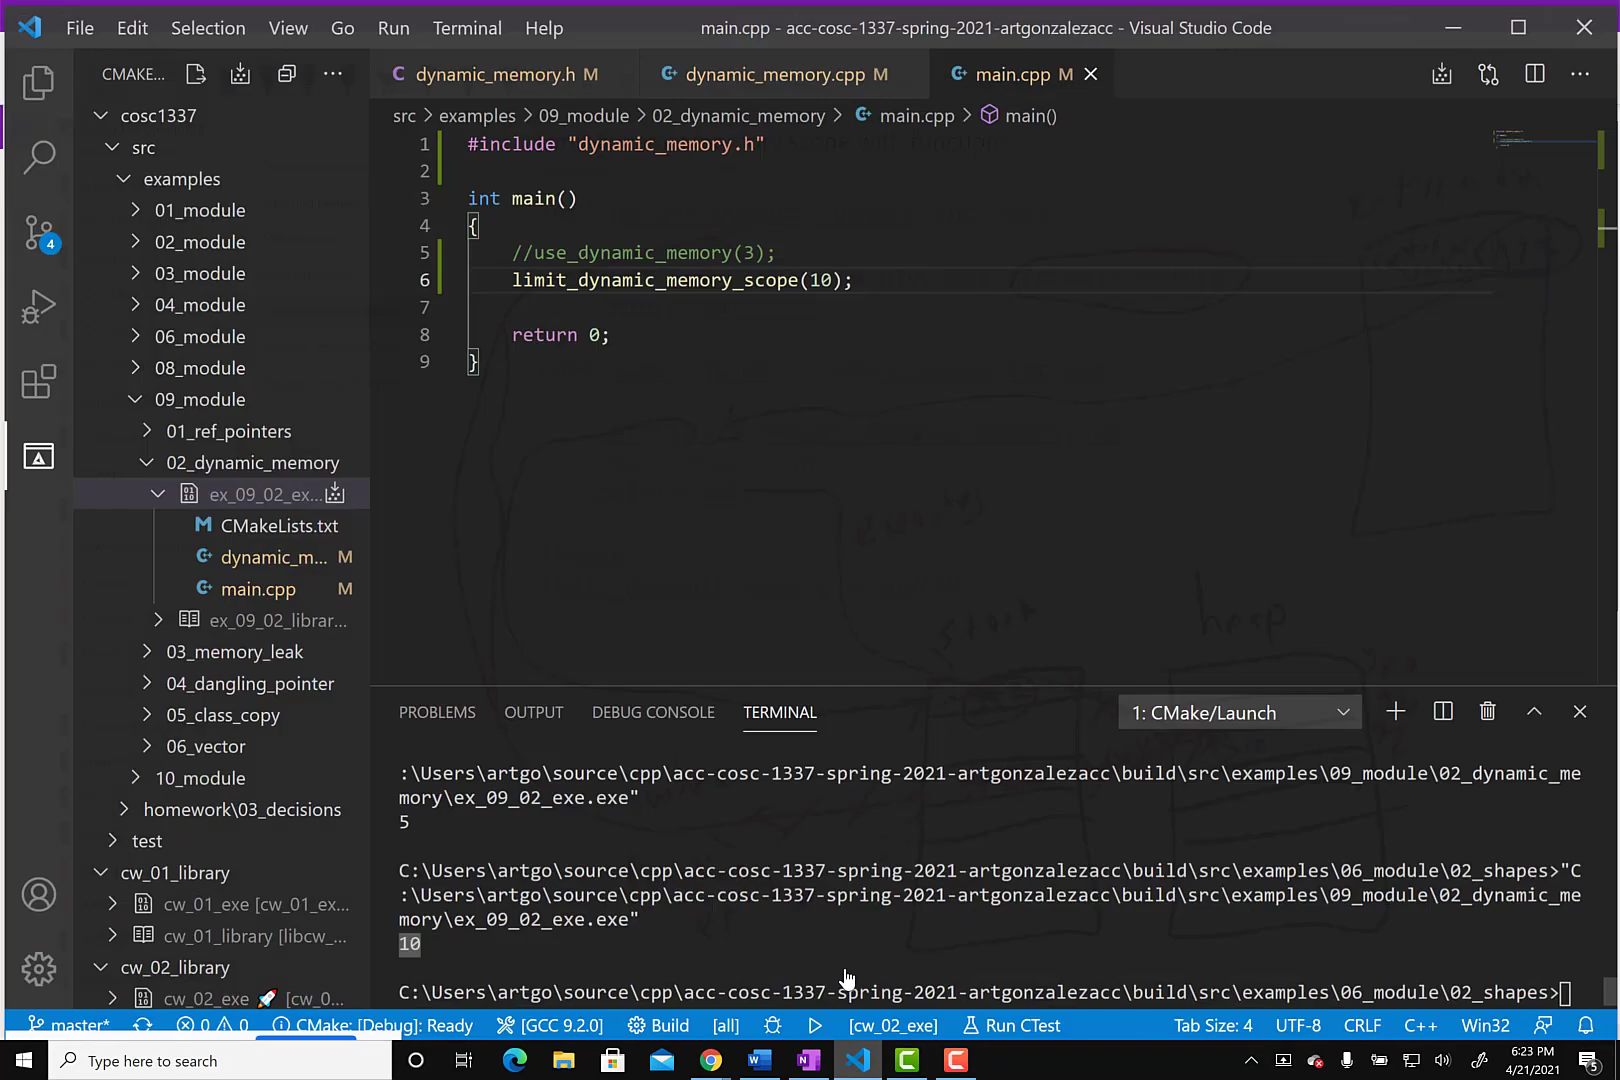 File Edit Selection View Go Run Terminal Help
main.cpp - acc-cosc-1337-spring-2021-artgonzalezacc - Visual Studio Code
CMAKE...
dynamic_memory.h M
dynamic_memory.cpp M
main.cpp M
src > examples > 09_module > 02_dynamic_memory > main.cpp > main()
cosc1337
src
examples
01_module
02_module
03_module
04_module
06_module
08_module
09_module
01_ref_pointers
02_dynamic_memory
ex_09_02_ex...
CMakeLists.txt
dynamic_m... M
main.cpp M
ex_09_02_librar...
03_memory_leak
04_dangling_pointer
05_class_copy
06_vector
10_module
homework\03_decisions
test
cw_01_library
cw_01_exe [cw_01_ex...
cw_01_library [libcw_...
cw_02_library
cw_02_exe 🚀 [cw_0...
4
1 #include "dynamic_memory.h"
2
3 int main()
4 {
5 //use_dynamic_memory(3);
6 limit_dynamic_memory_scope(10);
7
8 return 0;
9 }
stack
heap
PROBLEMS OUTPUT DEBUG CONSOLE TERMINAL
1: CMake/Launch
:\Users\artgo\source\cpp\acc-cosc-1337-spring-2021-artgonzalezacc\build\src\examples\09_module\02_dynamic_me
mory\ex_09_02_exe.exe"
5
C:\Users\artgo\source\cpp\acc-cosc-1337-spring-2021-artgonzalezacc\build\src\examples\06_module\02_shapes>"C
:\Users\artgo\source\cpp\acc-cosc-1337-spring-2021-artgonzalezacc\build\src\examples\09_module\02_dynamic_me
mory\ex_09_02_exe.exe"
10
C:\Users\artgo\source\cpp\acc-cosc-1337-spring-2021-artgonzalezacc\build\src\examples\06_module\02_shapes>
master* 0 0 CMake: [Debug]: Ready [GCC 9.2.0] Build [all] [cw_02_exe] Run CTest Tab Size: 4 UTF-8 CRLF C++ Win32
Type here to search
6:23 PM
4/21/2021
5